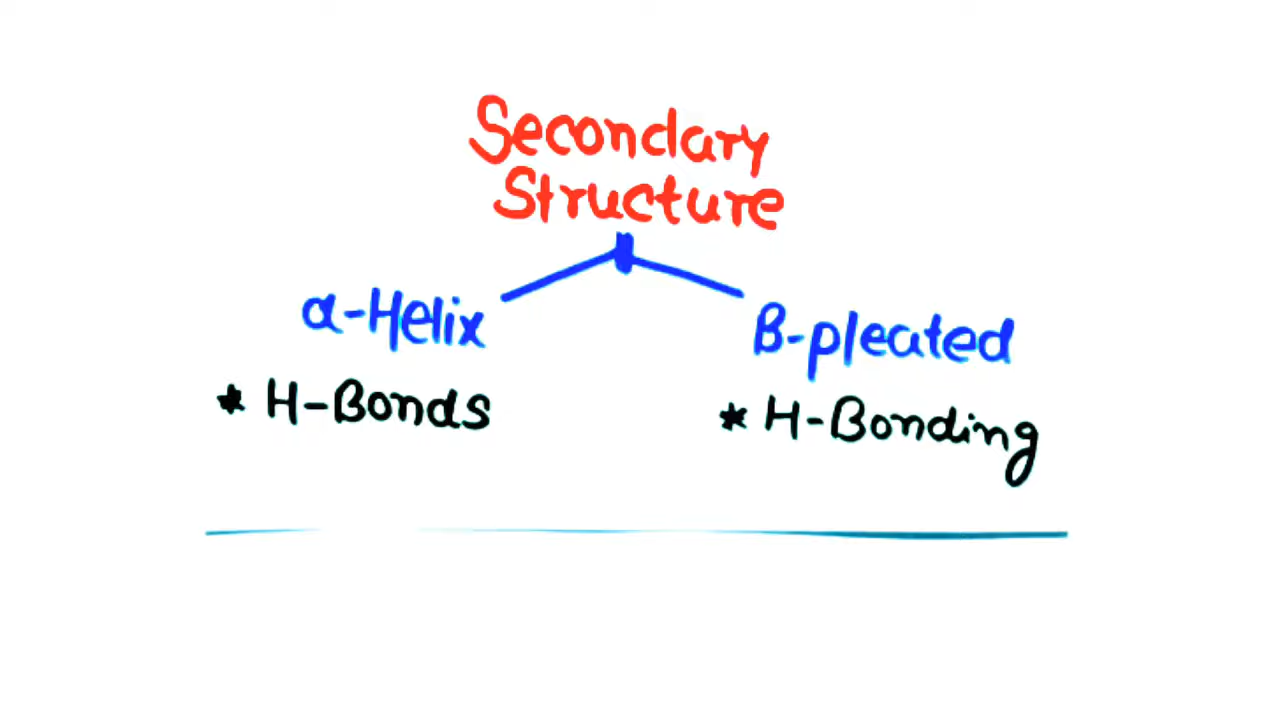 Secondary
Structure
α-Helix
B-pleated
* H-Bonds
* H-Bonding